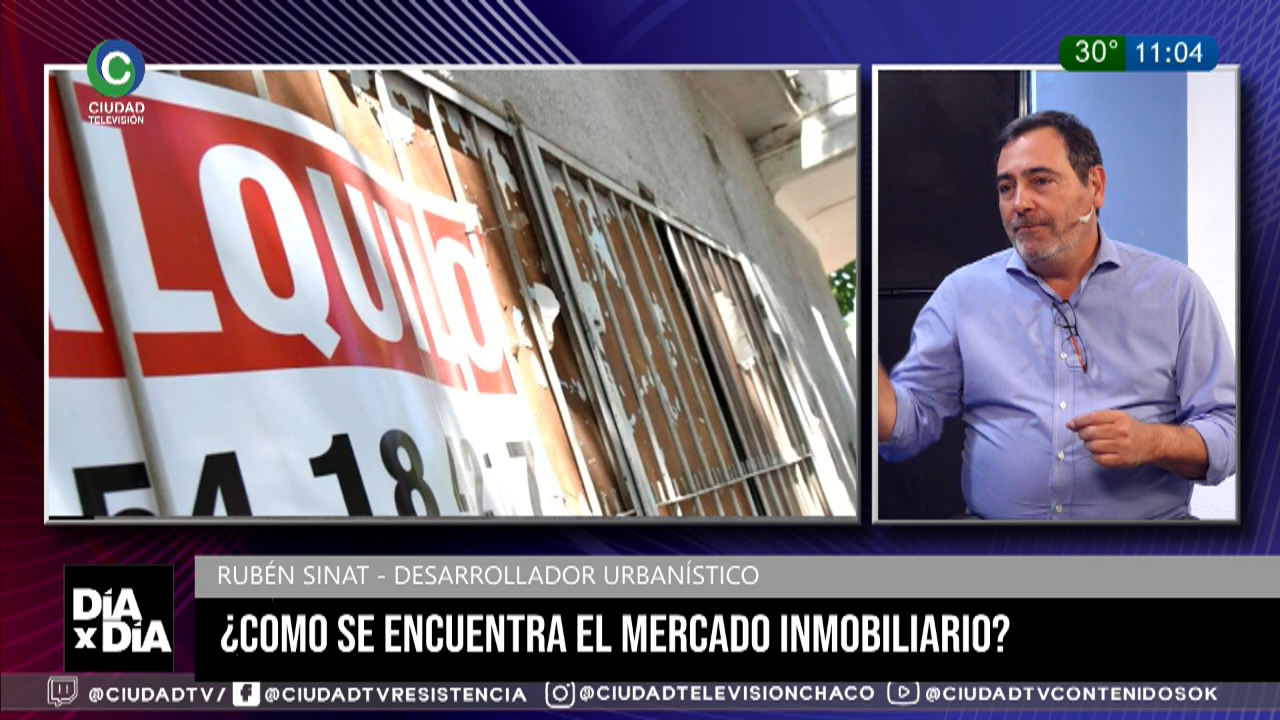 30° 11:04
CIUDAD
TELEVISIÓN
ALQUILO
54 18
RUBÉN SINAT - DESARROLLADOR URBANÍSTICO
DÍA
x DÍA
¿COMO SE ENCUENTRA EL MERCADO INMOBILIARIO?
@CIUDADTV / @CIUDADTVRESISTENCIA @CIUDADTELEVISIONCHACO @CIUDADTVCONTENIDOSOK